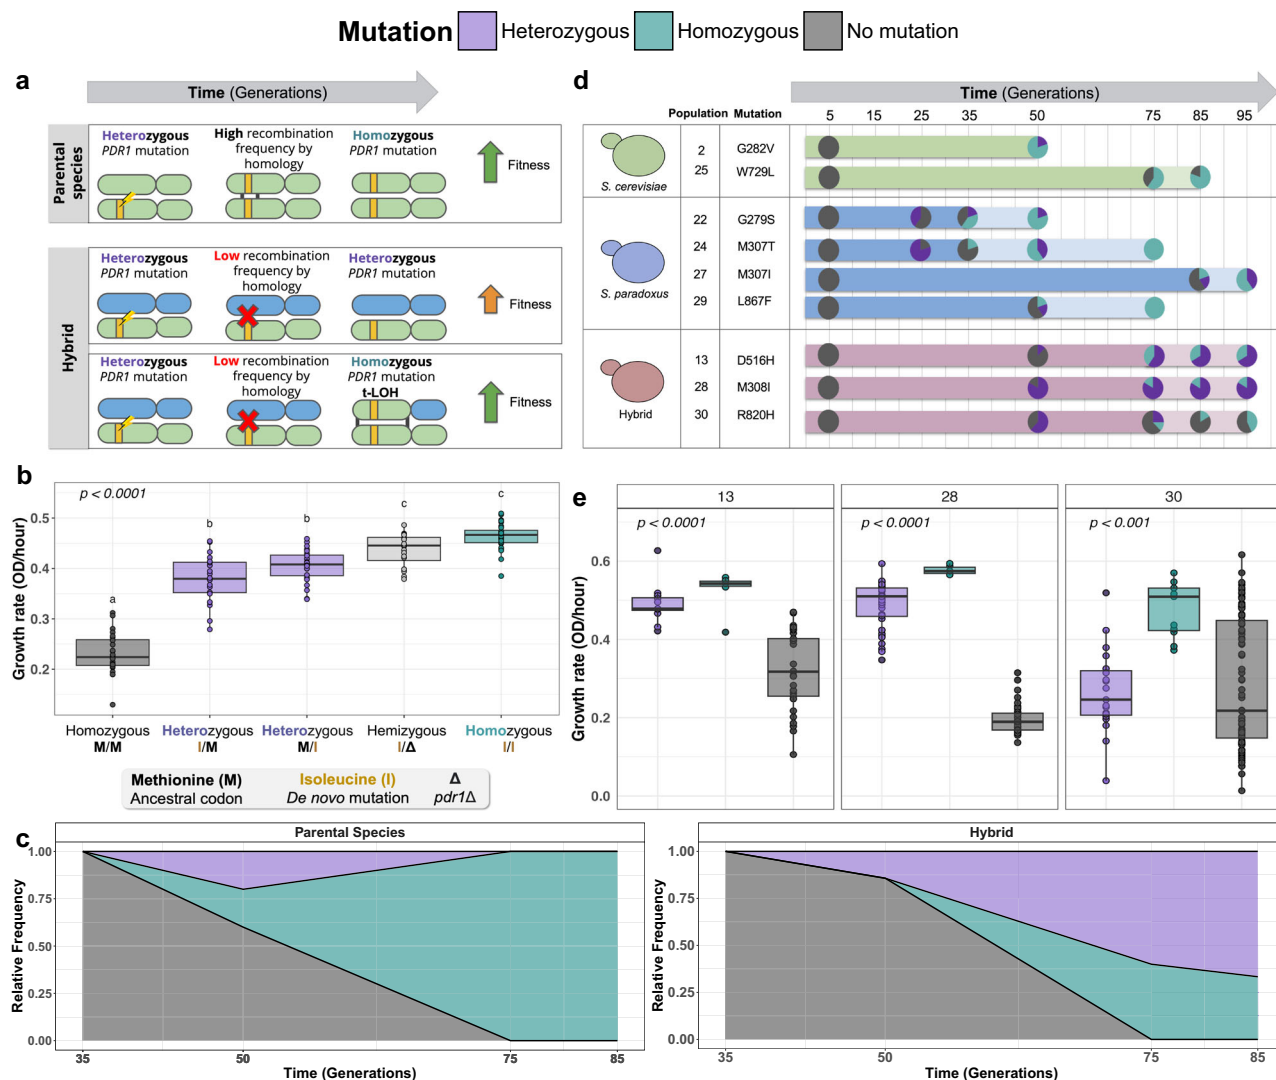 Mutation Heterozygous Homozygous No mutation
a
Time (Generations)
Parental species
Heterozygous
PDR1 mutation
High recombination
frequency by
homology
Homozygous
PDR1 mutation
Fitness
Hybrid
Heterozygous
PDR1 mutation
Low recombination
frequency by
homology
Heterozygous
PDR1 mutation
Fitness
Heterozygous
PDR1 mutation
Low recombination
frequency by
homology
Homozygous
PDR1 mutation
t-LOH
Fitness
d
Time (Generations)
Population Mutation 5 15 25 35 50 75 85 95
S. cerevisiae
2 G282V
25 W729L
S. paradoxus
22 G279S
24 M307T
27 M307I
29 L867F
Hybrid
13 D516H
28 M308I
30 R820H
b
p < 0.0001
Growth rate (OD/hour)
0.5
0.4
0.3
0.2
a b b c c
Homozygous Heterozygous Heterozygous Hemizygous Homozygous
M/M I/M M/I I/Δ I/I
Methionine (M) Isoleucine (I) Δ
Ancestral codon De novo mutation pdr1Δ
e
13 28 30
p < 0.0001 p < 0.0001 p < 0.001
Growth rate (OD/hour)
0.6
0.4
0.2
0.0
c
Parental Species
Relative Frequency
1.00
0.75
0.50
0.25
0.00
35 50 75 85
Time (Generations)
Hybrid
Relative Frequency
1.00
0.75
0.50
0.25
0.00
35 50 75 85
Time (Generations)